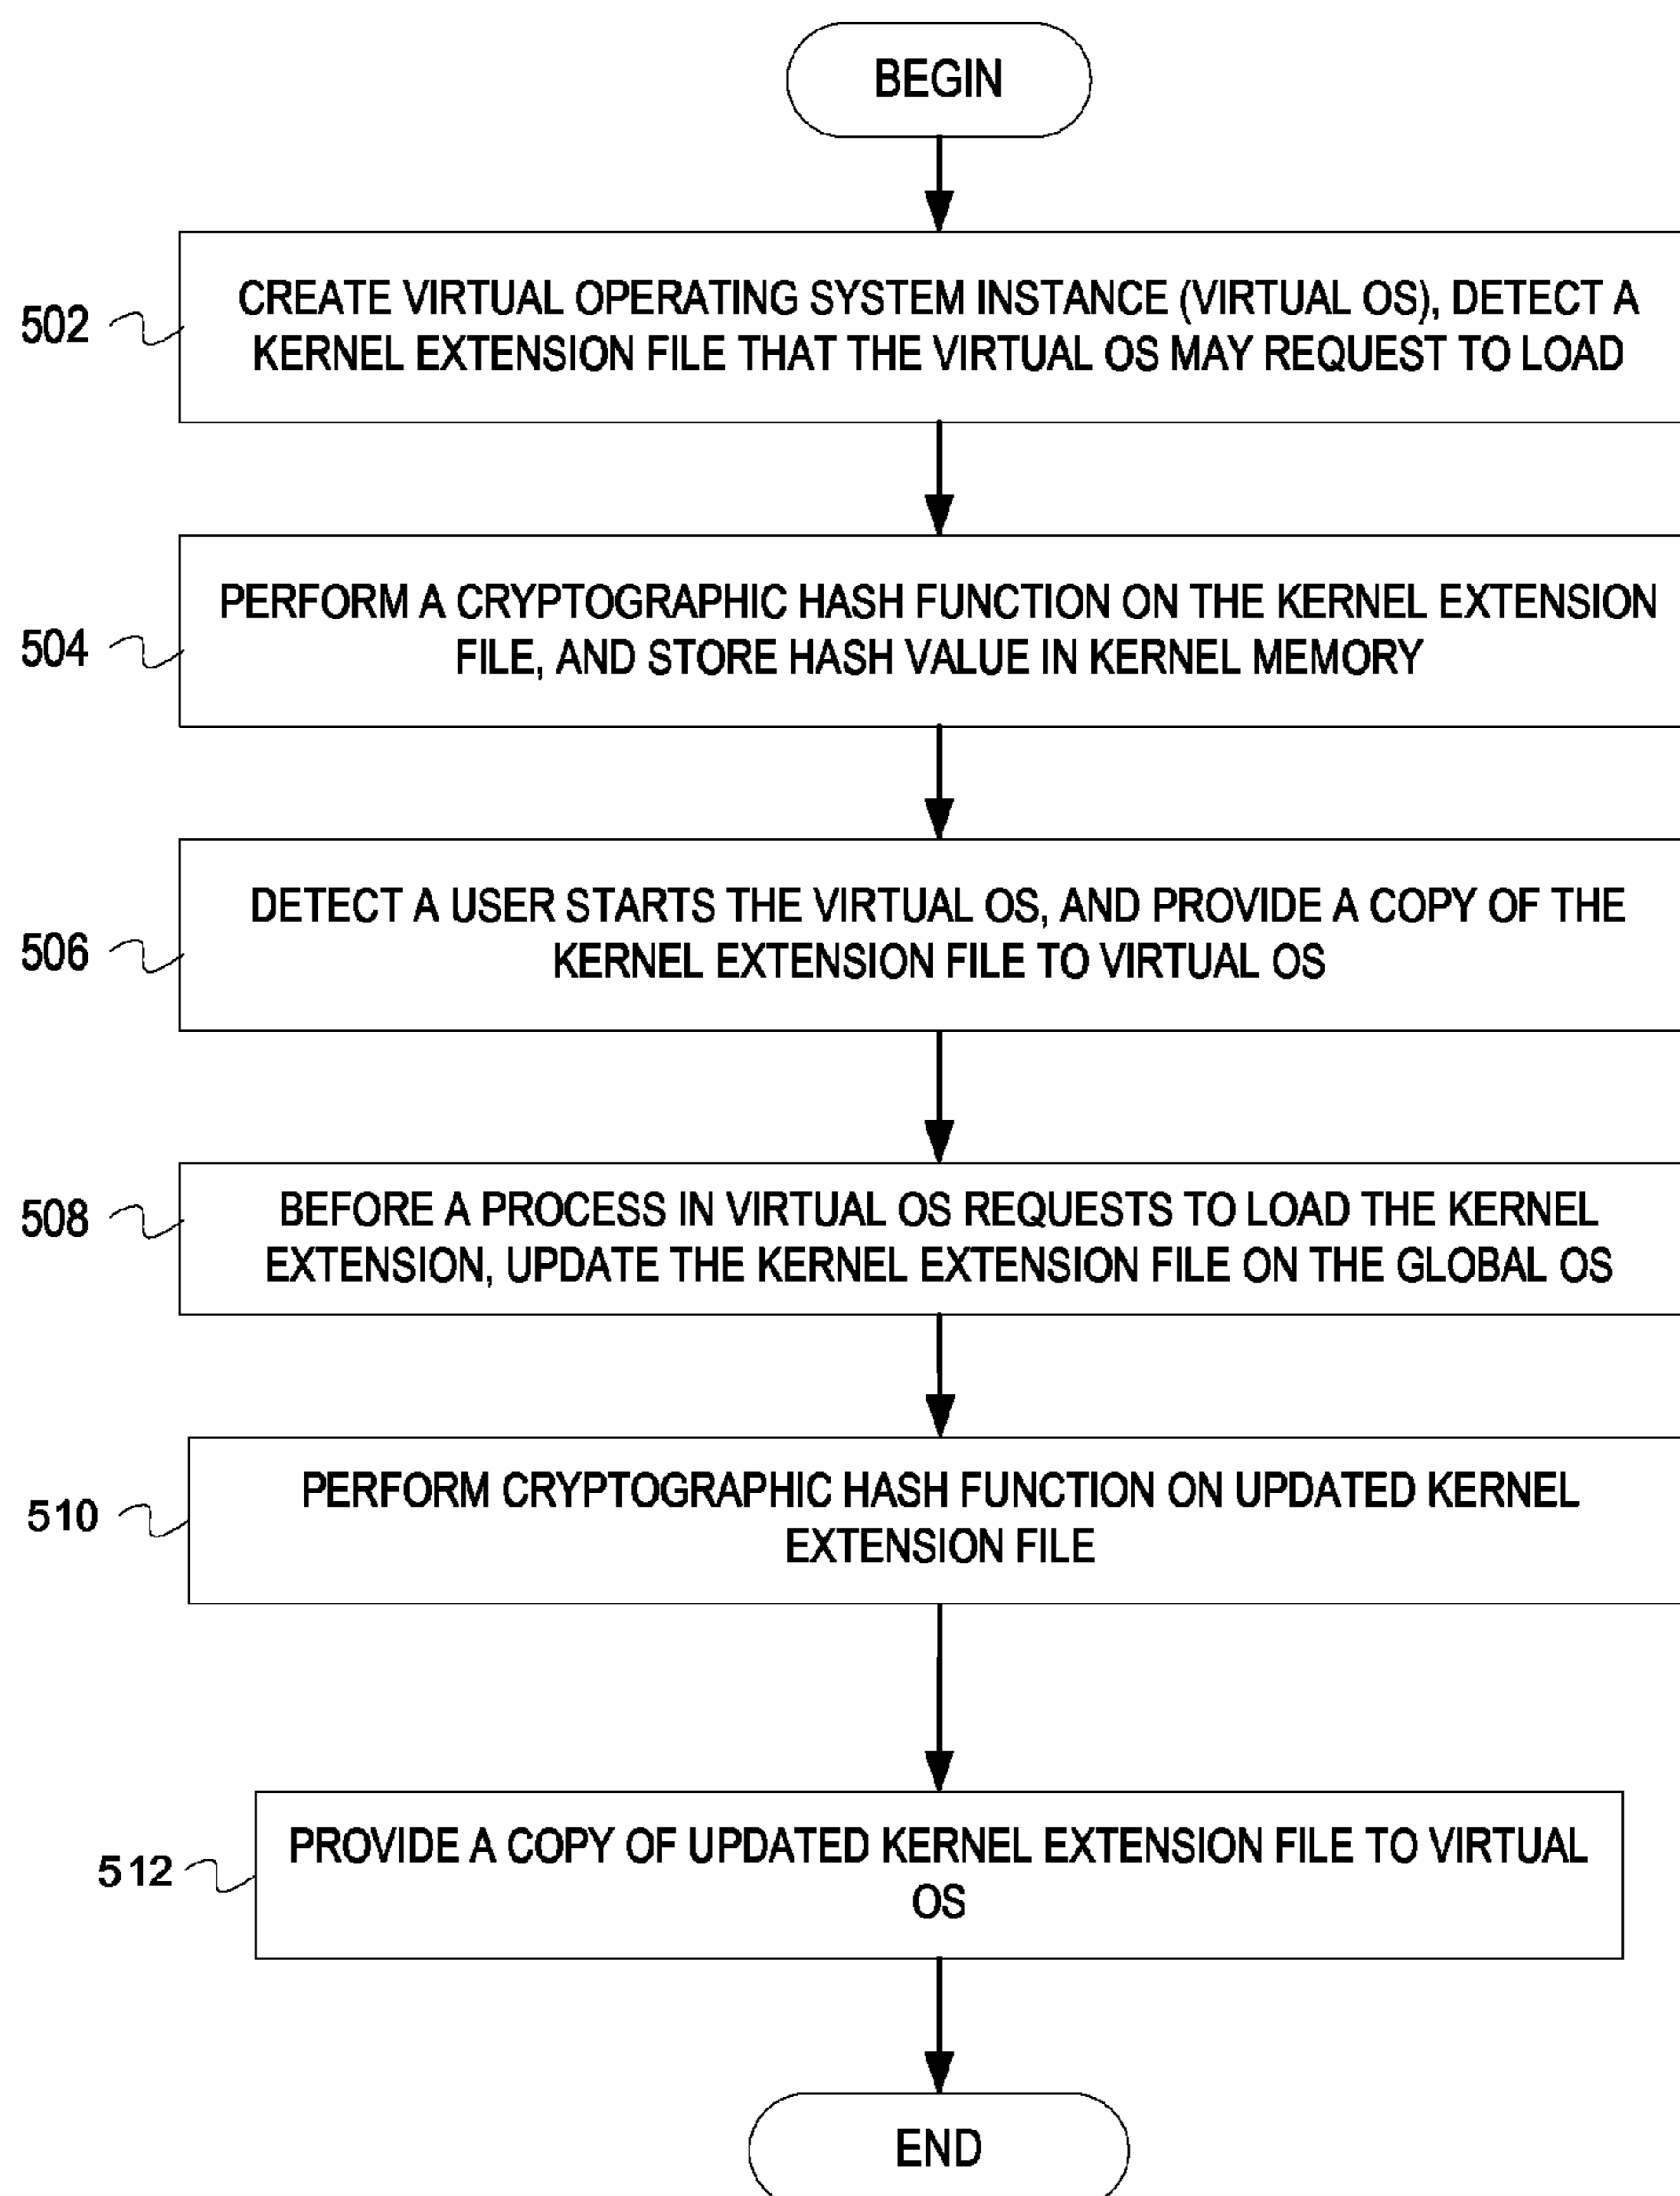 BEGIN
502
CREATE VIRTUAL OPERATING SYSTEM INSTANCE (VIRTUAL OS), DETECT A
KERNEL EXTENSION FILE THAT THE VIRTUAL OS MAY REQUEST TO LOAD
504
PERFORM A CRYPTOGRAPHIC HASH FUNCTION ON THE KERNEL EXTENSION
FILE, AND STORE HASH VALUE IN KERNEL MEMORY
506
DETECT A USER STARTS THE VIRTUAL OS, AND PROVIDE A COPY OF THE
KERNEL EXTENSION FILE TO VIRTUAL OS
508
BEFORE A PROCESS IN VIRTUAL OS REQUESTS TO LOAD THE KERNEL
EXTENSION, UPDATE THE KERNEL EXTENSION FILE ON THE GLOBAL OS
510
PERFORM CRYPTOGRAPHIC HASH FUNCTION ON UPDATED KERNEL
EXTENSION FILE
512
PROVIDE A COPY OF UPDATED KERNEL EXTENSION FILE TO VIRTUAL
OS
END